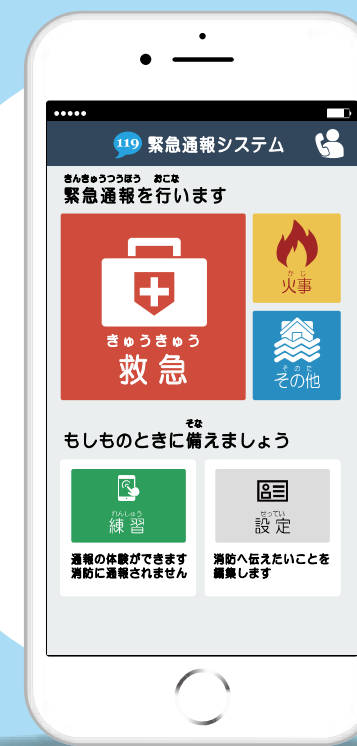 119 緊急通報システム
きんきゅうつうほう おこな
緊急通報を行います
きゅうきゅう
救急
かじ
火事
そのた
その他
そな
もしものときに備えましょう
れんしゅう
練習
通報の体験ができます
消防に通報されません
せってい
設定
消防へ伝えたいことを
編集します